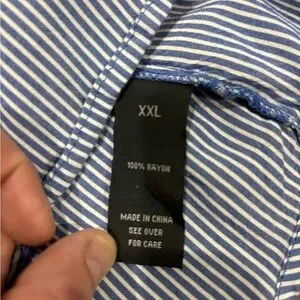 XXL
100% RAYON
MADE IN CHINA
SEE OVER
FOR CARE